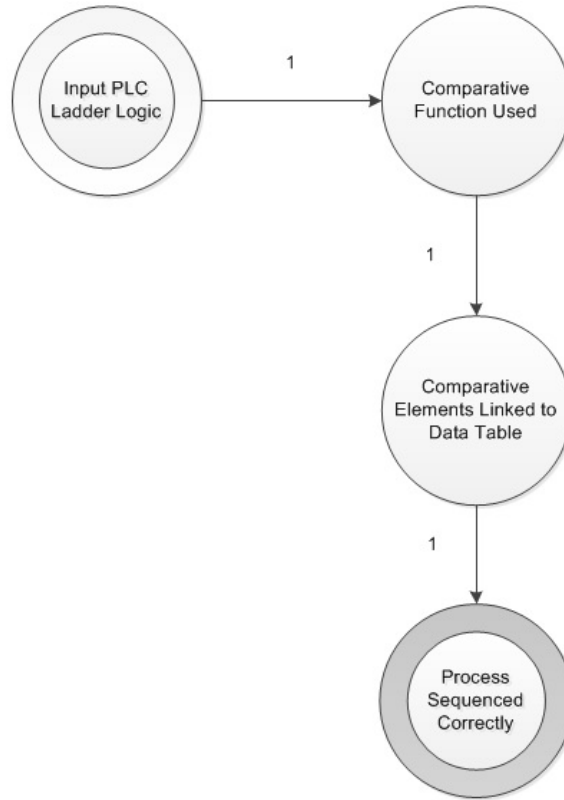 Input PLC
Ladder Logic
1
Comparative
Function Used
1
Comparative
Elements Linked to
Data Table
1
Process
Sequenced
Correctly